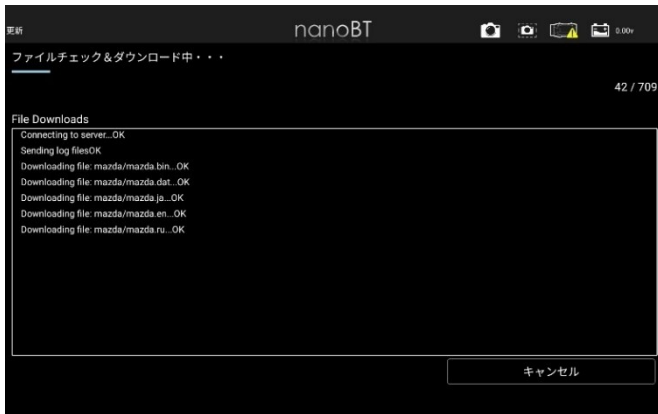 更新
nanoBT
0.00v
ファイルチェック＆ダウンロード中・・・
42 / 709
File Downloads
Connecting to server...OK
Sending log filesOK
Downloading file: mazda/mazda.bin...OK
Downloading file: mazda/mazda.dat...OK
Downloading file: mazda/mazda.ja...OK
Downloading file: mazda/mazda.en...OK
Downloading file: mazda/mazda.ru...OK
キャンセル